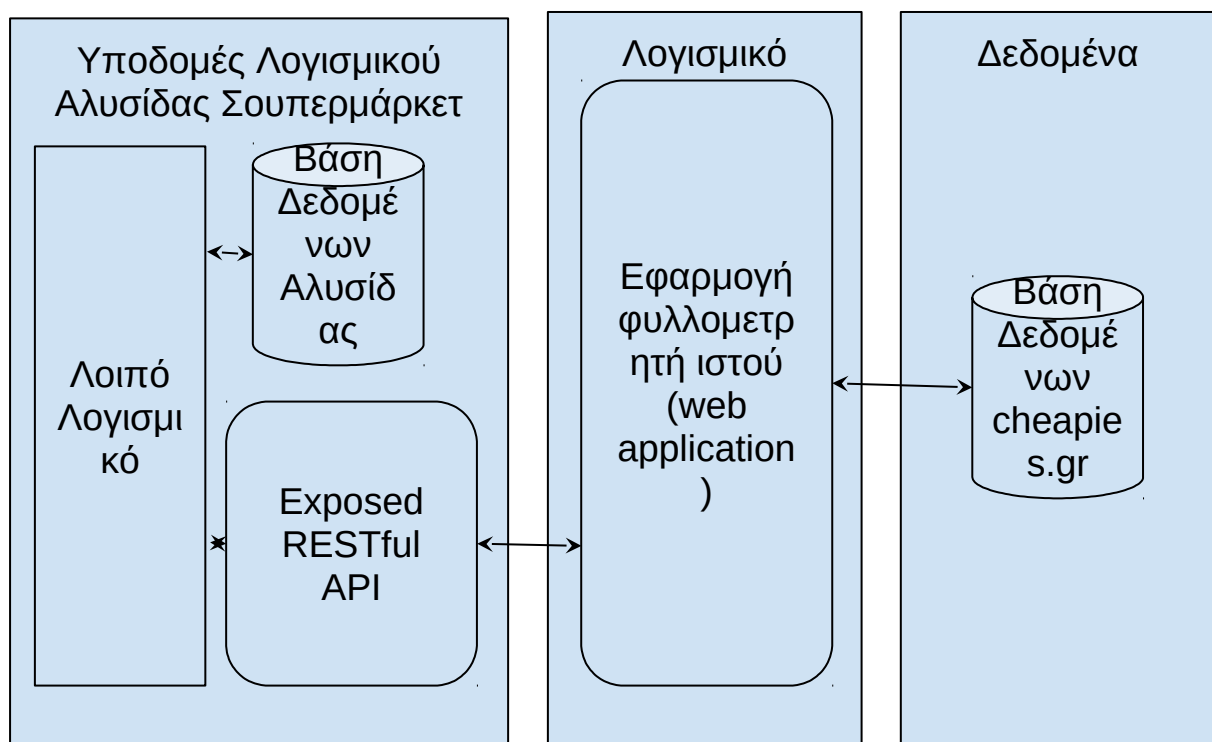 Υποδομές Λογισμικού
Αλυσίδας Σουπερμάρκετ
Λοιπό
Λογισμι
κό
Βάση
Δεδομέ
νων
Αλυσίδ
ας
Exposed
RESTful
API
Λογισμικό
Εφαρμογή
φυλλομετρ
ητή ιστού
(web
application
)
Δεδομένα
Βάση
Δεδομέ
νων
cheapie
s.gr